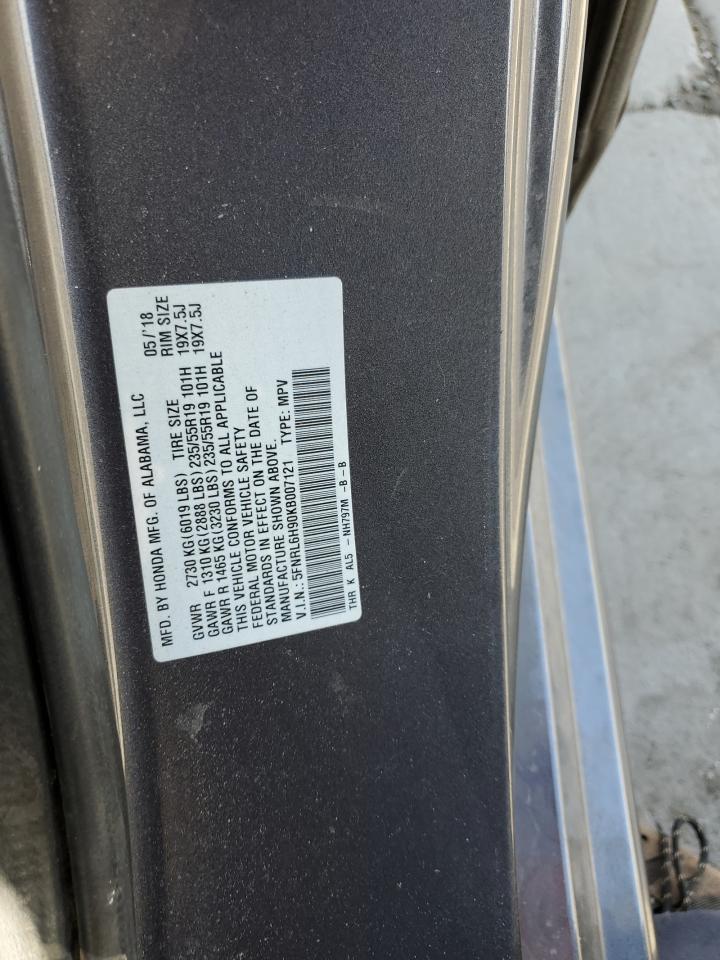 MFD. BY HONDA MFG. OF ALABAMA, LLC 05/'18
GVWR 2730 KG(6019 LBS) TIRE SIZE RIM SIZE
GAWR F 1310 KG(2888 LBS)235/55R19 101H 19X7.5J
GAWR R 1465 KG(3230 LBS)235/55R19 101H 19X7.5J
THIS VEHICLE CONFORMS TO ALL APPLICABLE
FEDERAL MOTOR VEHICLE SAFETY
STANDARDS IN EFFECT ON THE DATE OF
MANUFACTURE SHOWN ABOVE.
V.I.N.: 5FNRL6H90KB007121 TYPE: MPV
THR K AL5 - NH797M -B -B